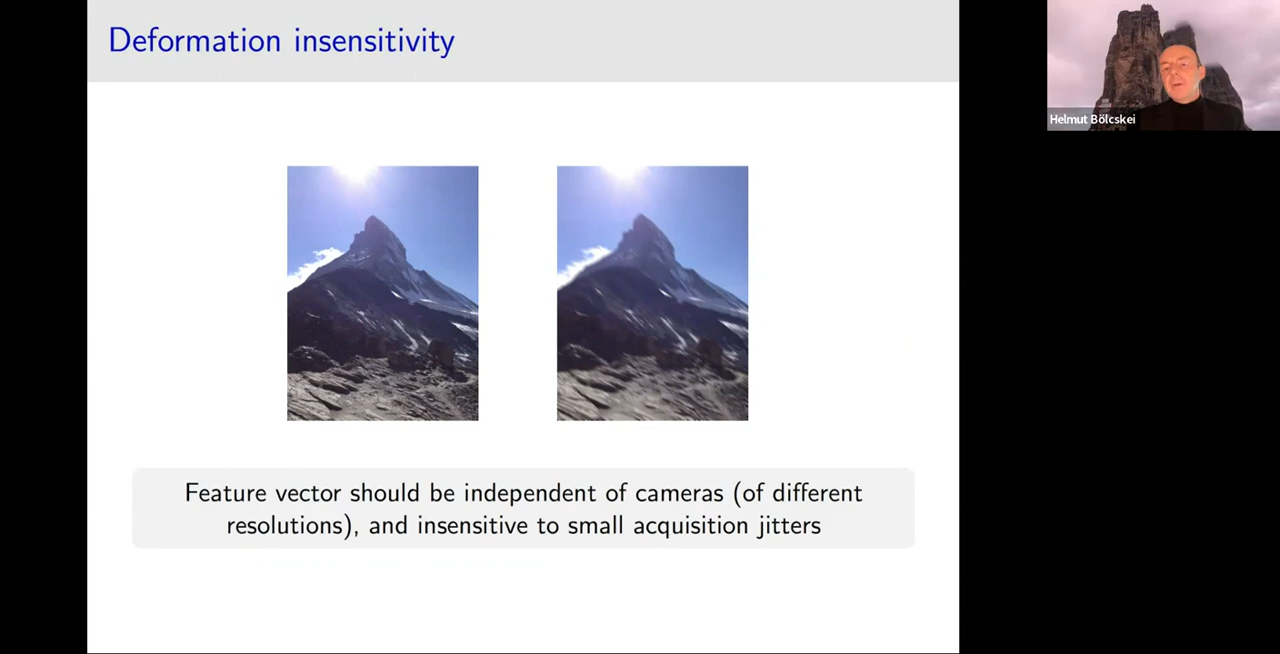 Deformation insensitivity
Helmut Bölcskei
Feature vector should be independent of cameras (of different
resolutions), and insensitive to small acquisition jitters